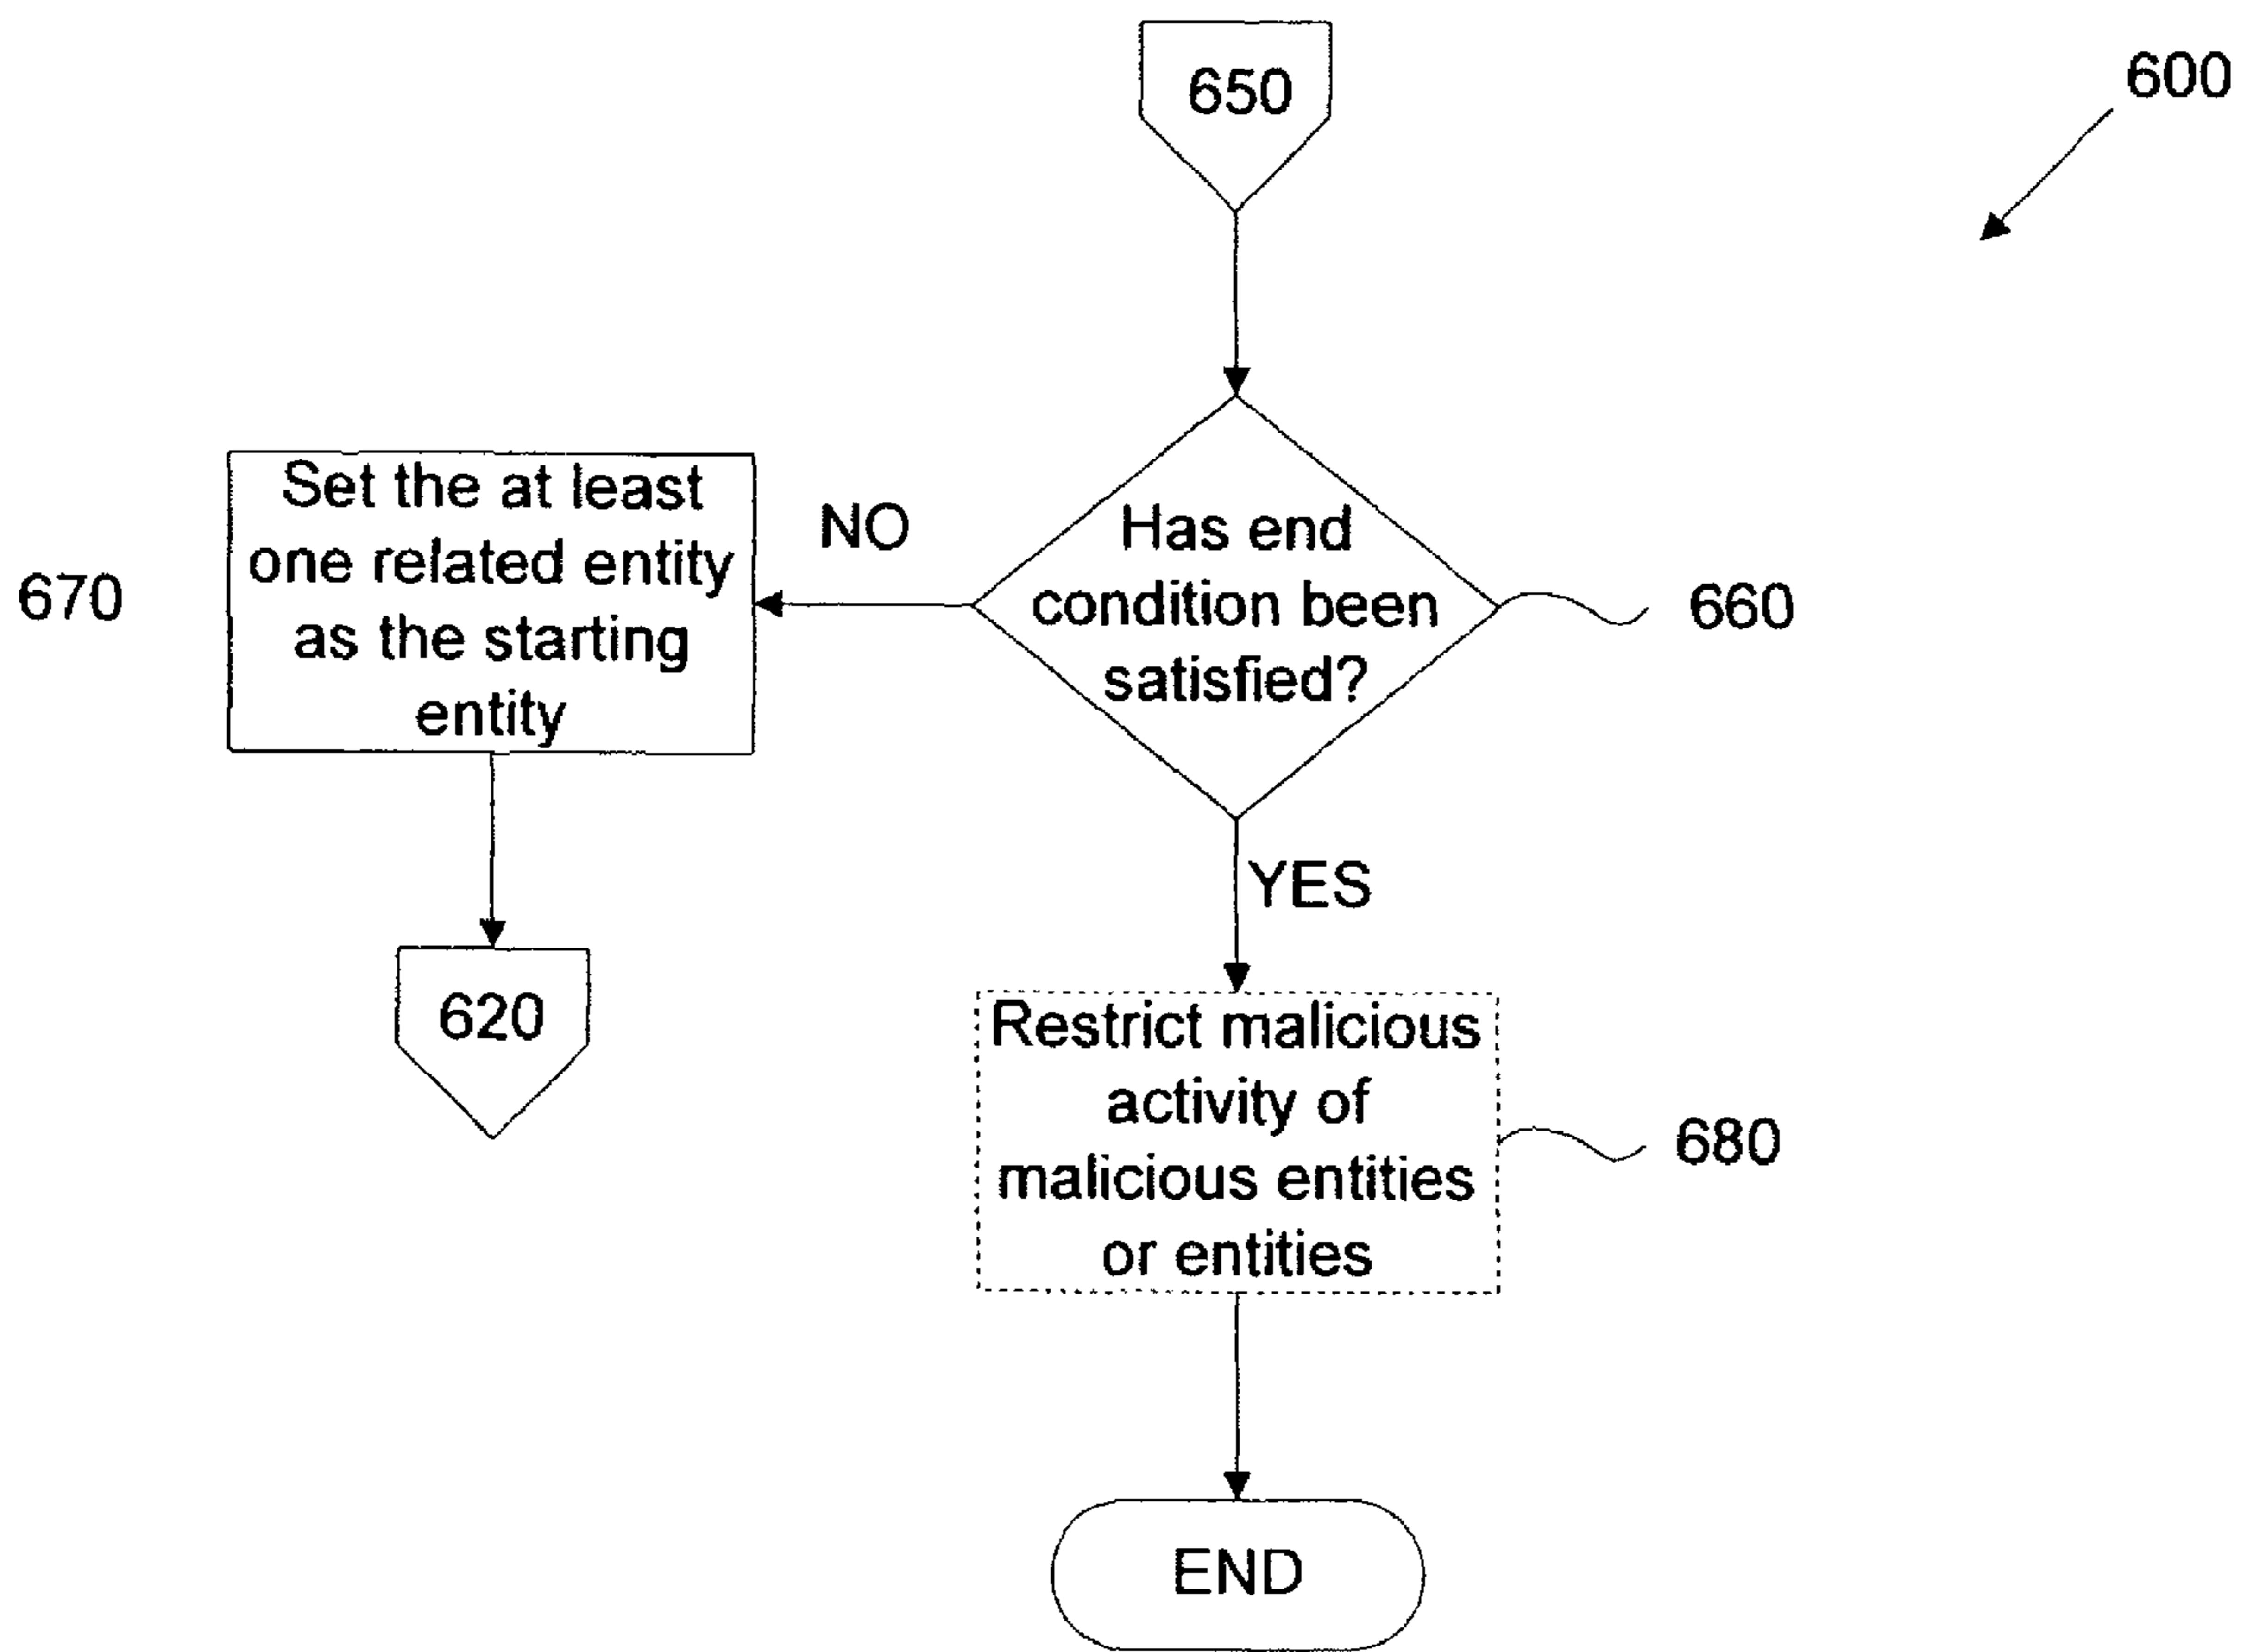 650
600
Set the at least
one related entity
as the starting
entity
670
NO
Has end
condition been
satisfied?
660
YES
620
Restrict malicious
activity of
malicious entities
or entities
680
END